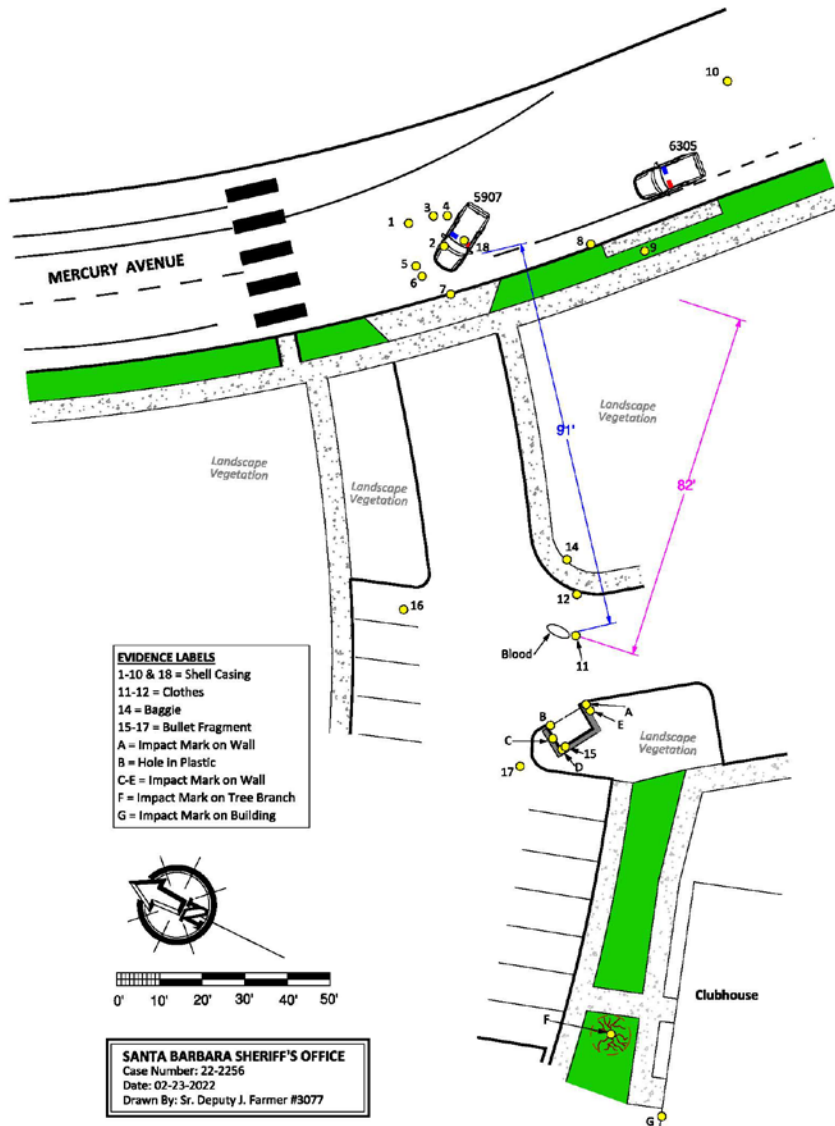 10
6305
5907
3
4
1
2
18
8
9
MERCURY AVENUE
5
6
7
Landscape
Vegetation
91'
82'
Landscape
Vegetation
Landscape
Vegetation
14
12
16
Blood
11
EVIDENCE LABELS
1-10 & 18 = Shell Casing
11-12 = Clothes
14 = Baggie
15-17 = Bullet Fragment
A = Impact Mark on Wall
B = Hole in Plastic
C-E = Impact Mark on Wall
F = Impact Mark on Tree Branch
G = Impact Mark on Building
A
B
E
C
15
D
17
Landscape
Vegetation
N
0' 10' 20' 30' 40' 50'
Clubhouse
F
SANTA BARBARA SHERIFF'S OFFICE
Case Number: 22-2256
Date: 02-23-2022
Drawn By: Sr. Deputy J. Farmer #3077
G